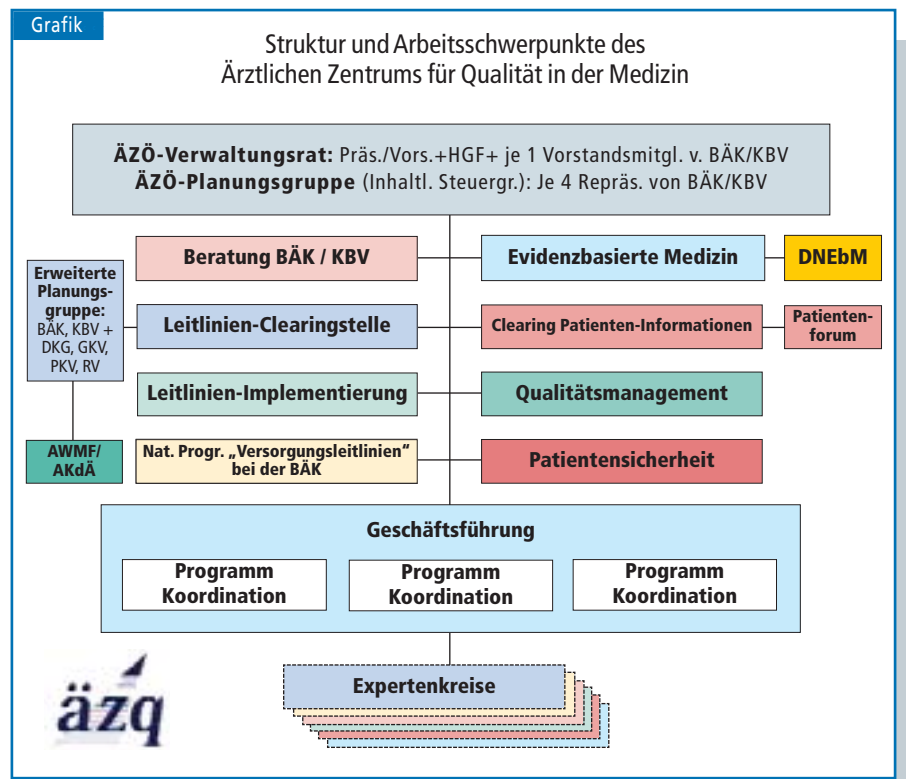 Grafik
Struktur und Arbeitsschwerpunkte des
Ärztlichen Zentrums für Qualität in der Medizin
ÄZÖ-Verwaltungsrat: Präs./Vors.+HGF+ je 1 Vorstandsmitgl. v. BÄK/KBV
ÄZÖ-Planungsgruppe (Inhaltl. Steuergr.): Je 4 Repräs. von BÄK/KBV
Beratung BÄK / KBV
Evidenzbasierte Medizin
DNEbM
Erweiterte
Planungs-
gruppe:
BÄK, KBV +
DKG, GKV,
PKV, RV
Leitlinien-Clearingstelle
Clearing Patienten-Informationen
Patienten-
forum
Leitlinien-Implementierung
Qualitätsmanagement
AWMF/
AKdÄ
Nat. Progr. „Versorgungsleitlinien“
bei der BÄK
Patientensicherheit
Geschäftsführung
Programm
Koordination
Programm
Koordination
Programm
Koordination
Expertenkreise
äzq